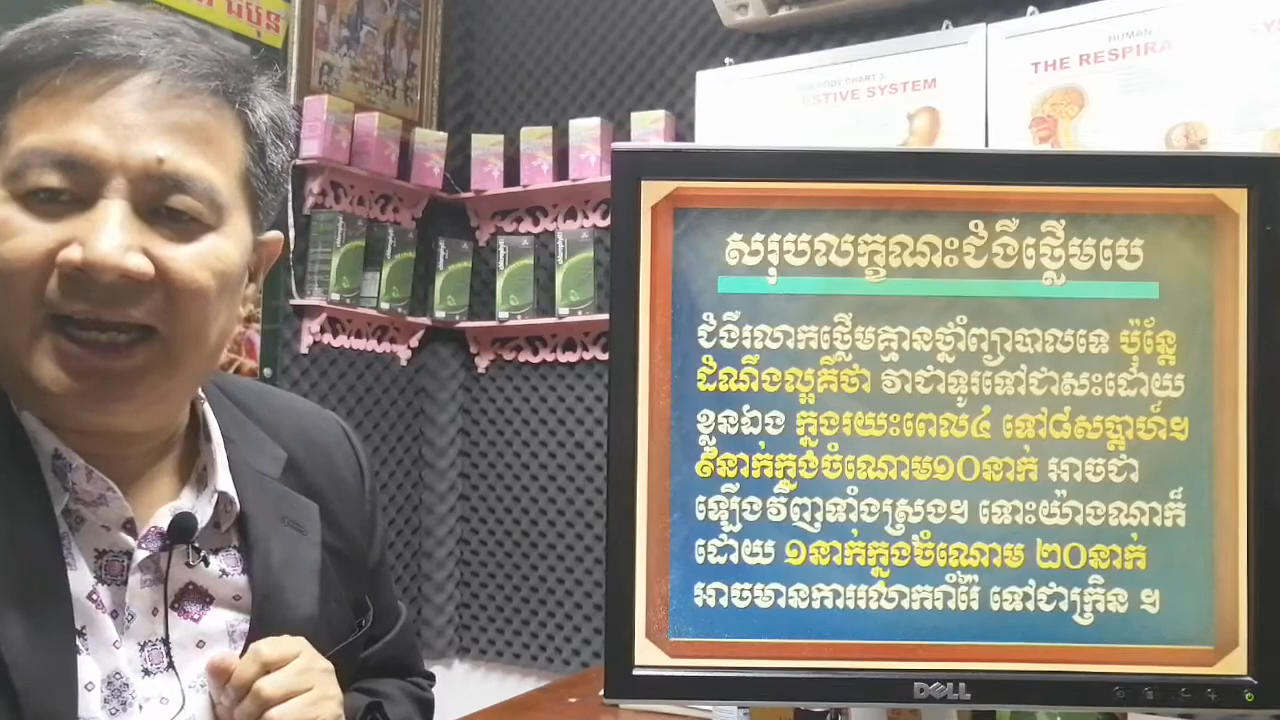 ជប៉ុន
BODY CHART 3
ESTIVE SYSTEM
HUMAN
THE RESPIRA
សរុបលក្ខណះជំងឺថ្លើមបេ
ជំងឺរលាកថ្លើមគ្មានថ្នាំព្យាបាលទេ ប៉ុន្តែ
ដំណឹងល្អគឺថា វាជាទូរទៅជាសះដោយ
ខ្លួនឯង ក្នុងរយះពេល៤ ទៅ៨សប្តាហ៍។
៩នាក់ក្នុងចំណោម១០នាក់ អាចជា
ឡើងវិញទាំងស្រុង។ ទោះយ៉ាងណាក៏
ដោយ ១នាក់ក្នុងចំណោម ២០នាក់
អាចមានការរលាករាំរ៉ៃ ទៅជាក្រិន ។
DELL